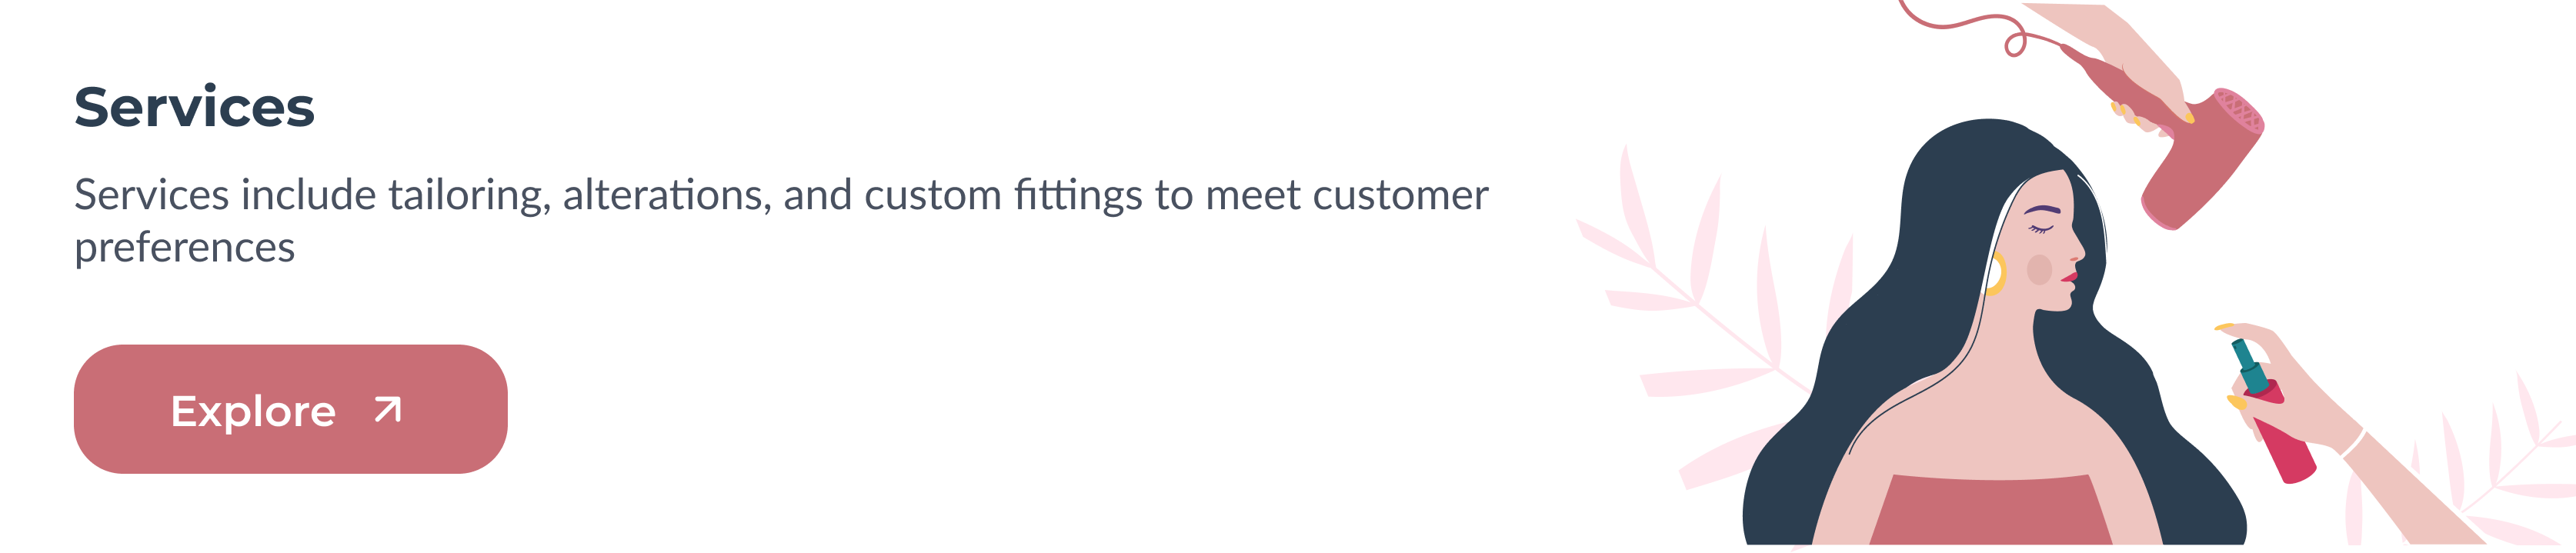 Services
Services include tailoring, alterations, and custom fittings to meet customer
preferences
Explore